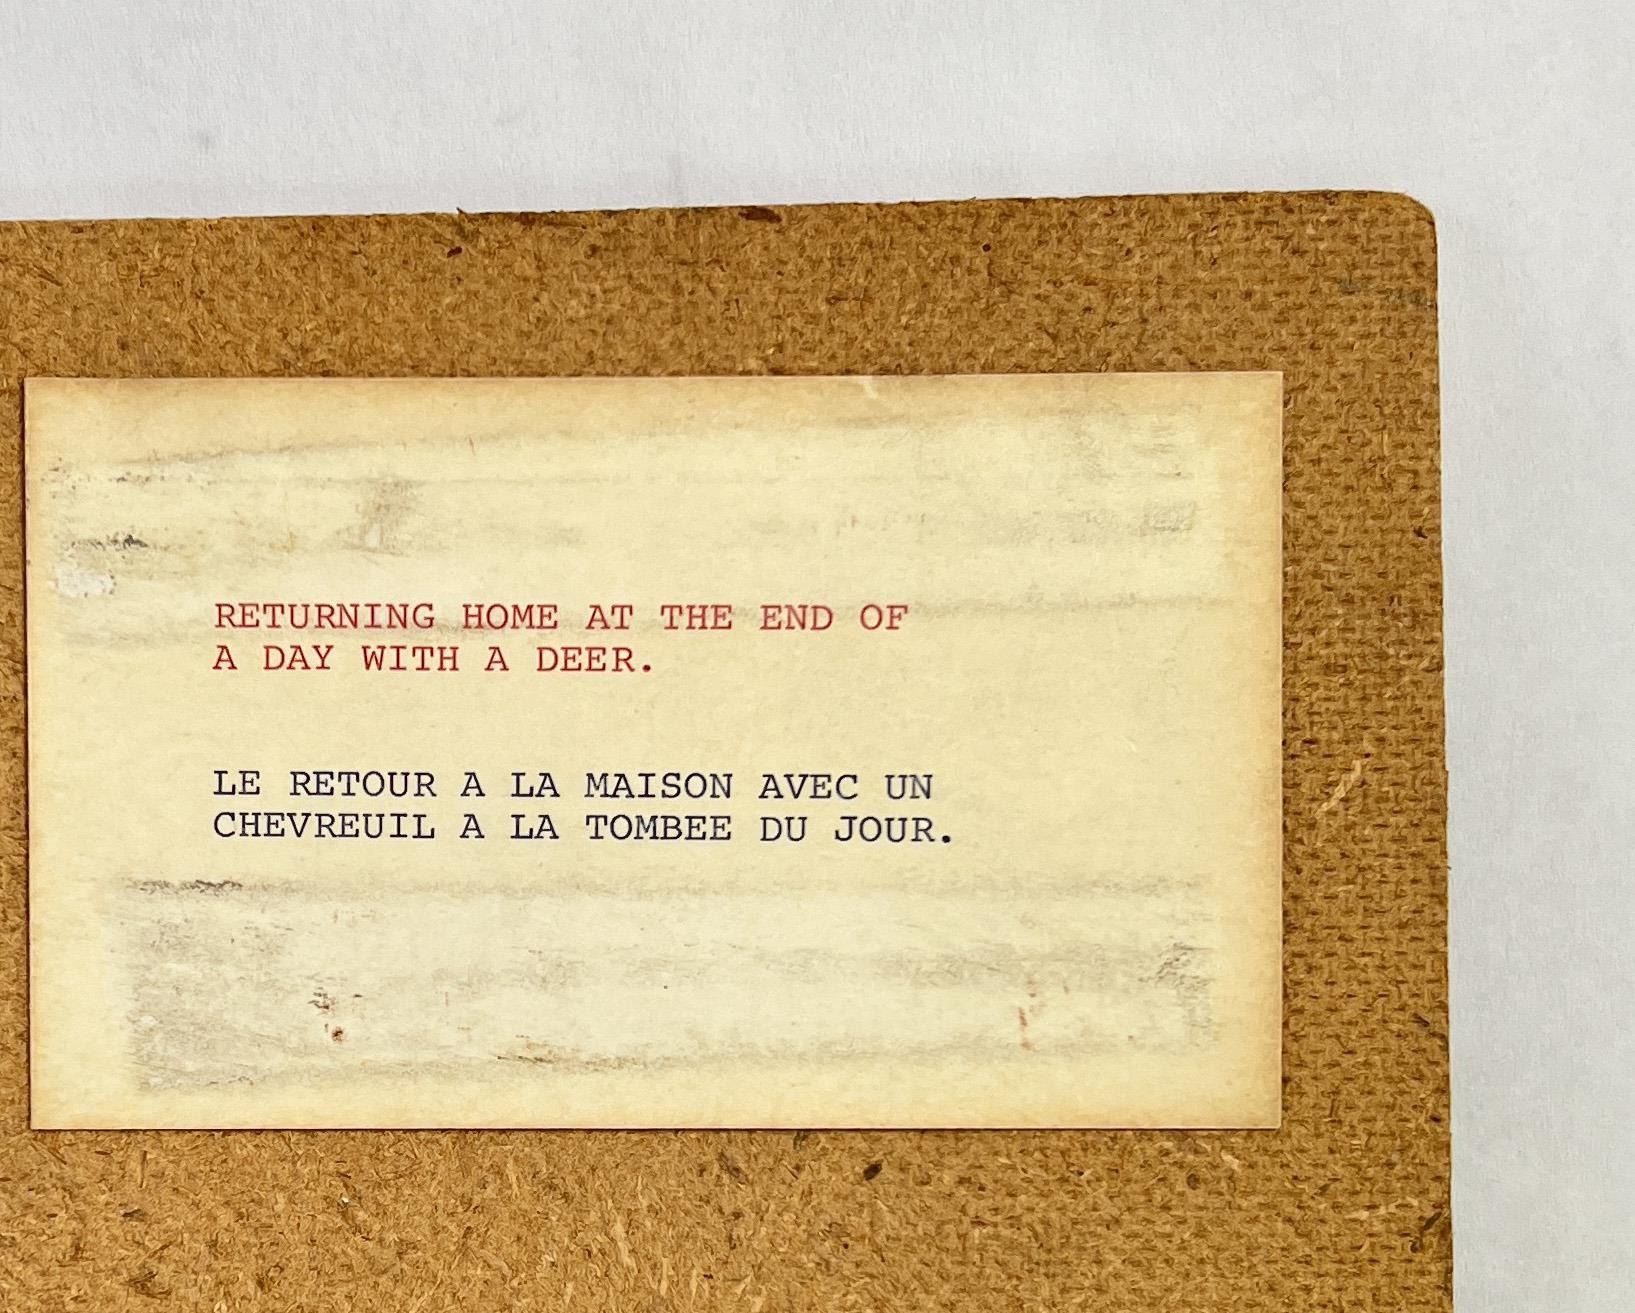 RETURNING HOME AT THE END OF
A DAY WITH A DEER.
LE RETOUR A LA MAISON AVEC UN
CHEVREUIL A LA TOMBEE DU JOUR.